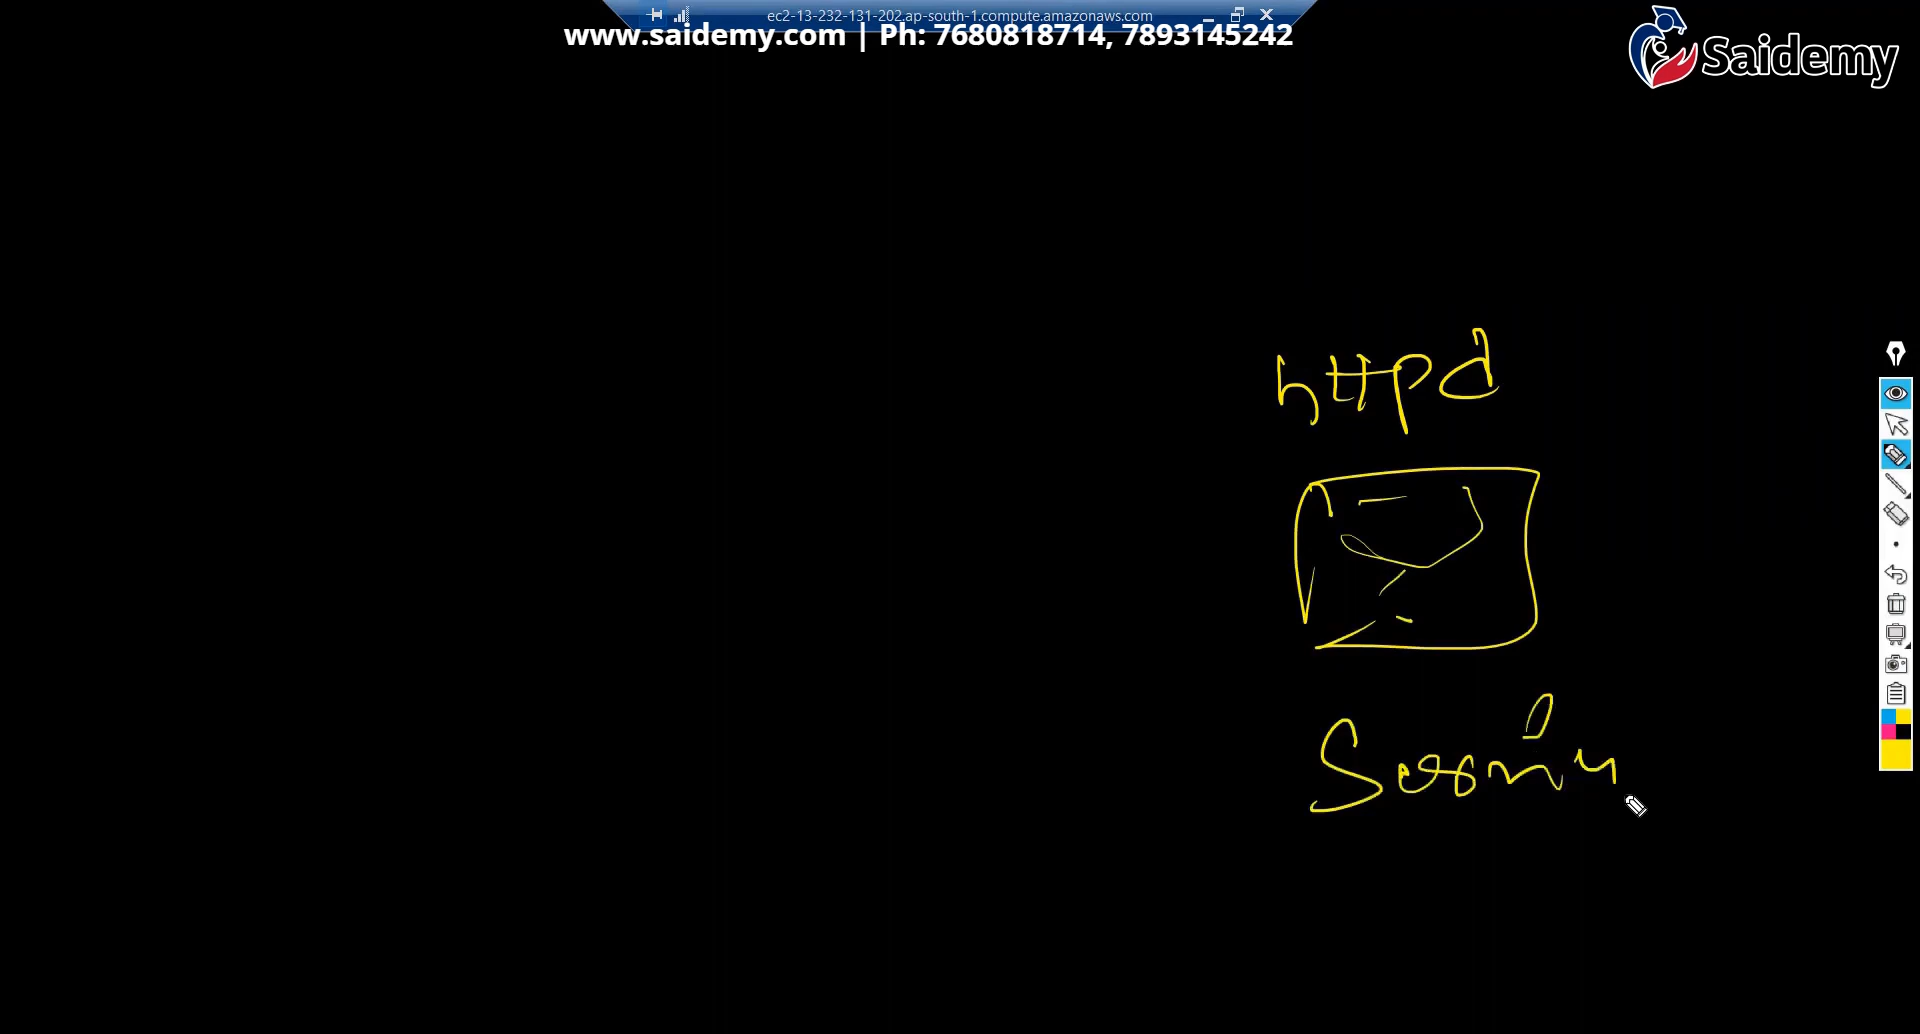 ec2-13-232-131-202.ap-south-1.compute.amazonaws.com
www.saidemy.com | Ph: 7680818714, 7893145242
Saidemy
httpd